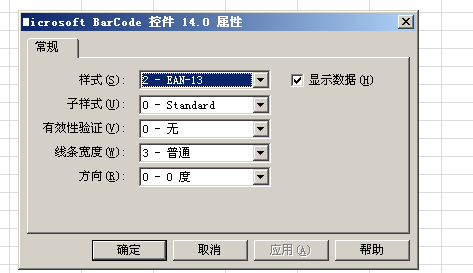 Microsoft BarCode 控件 14.0 属性
常规
样式(S): 2 - EAN-13 显示数据(H)
子样式(U): 0 - Standard
有效性验证(V): 0 - 无
线条宽度(W): 3 - 普通
方向(R): 0 - 0 度
确定 取消 应用(A) 帮助